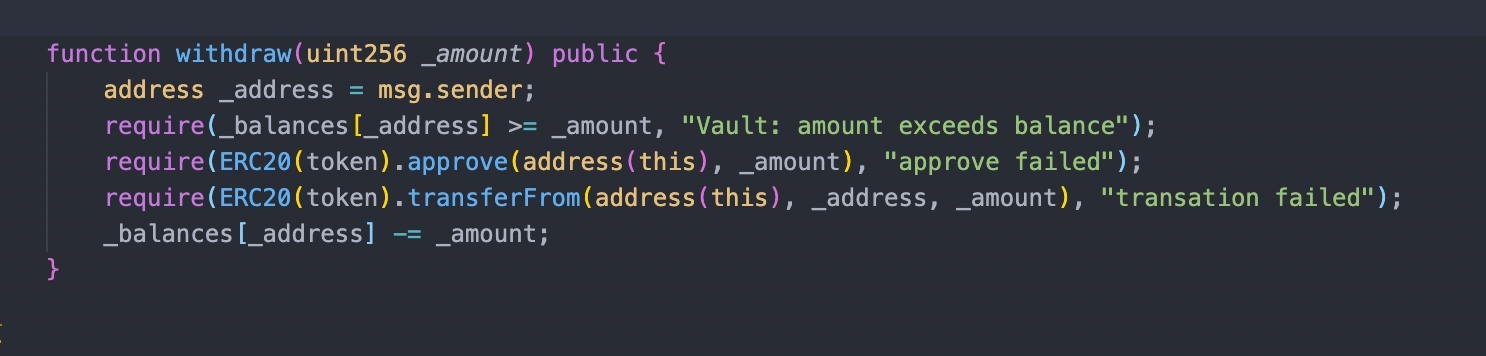 function withdraw(uint256 _amount) public {
address _address = msg.sender;
require(_balances[_address] >= _amount, "Vault: amount exceeds balance");
require(ERC20(token).approve(address(this), _amount), "approve failed");
require(ERC20(token).transferFrom(address(this), _address, _amount), "transation failed");
_balances[_address] -= _amount;
}